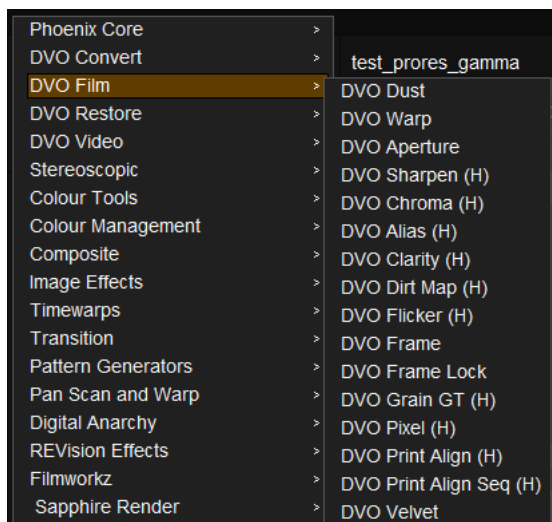 Phoenix Core >
DVO Convert >
DVO Film >
DVO Restore >
DVO Video >
Stereoscopic >
Colour Tools >
Colour Management >
Composite >
Image Effects >
Timewarps >
Transition >
Pattern Generators >
Pan Scan and Warp >
Digital Anarchy >
REVision Effects >
Filmworkz >
Sapphire Render >
test_prores_gamma
DVO Dust
DVO Warp
DVO Aperture
DVO Sharpen (H)
DVO Chroma (H)
DVO Alias (H)
DVO Clarity (H)
DVO Dirt Map (H)
DVO Flicker (H)
DVO Frame
DVO Frame Lock
DVO Grain GT (H)
DVO Pixel (H)
DVO Print Align (H)
DVO Print Align Seq (H)
DVO Velvet